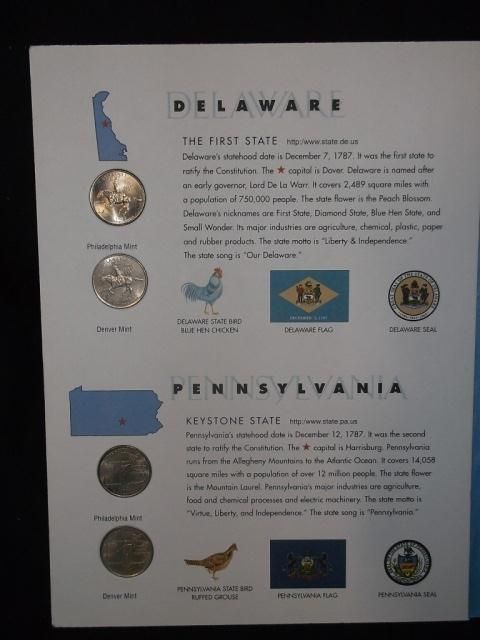 DELAWARE
THE FIRST STATE http:/www.state.de.us
Delaware's statehood date is December 7, 1787. It was the first state to
ratify the Constitution. The ★ capital is Dover. Delaware is named after
an early governor, Lord De La Warr. It covers 2,489 square miles with
a population of 750,000 people. The state flower is the Peach Blossom.
Delaware's nicknames are First State, Diamond State, Blue Hen State, and
Small Wonder. Its major industries are agriculture, chemical, plastic, paper
and rubber products. The state motto is "Liberty & Independence."
The state song is "Our Delaware."
Philadelphia Mint
Denver Mint
DELAWARE STATE BIRD
BLUE HEN CHICKEN
DECEMBER 7, 1787
DELAWARE FLAG
DELAWARE SEAL
PENNSYLVANIA
KEYSTONE STATE http:/www.state.pa.us
Pennsylvania's statehood date is December 12, 1787. It was the second
state to ratify the Constitution. The ★ capital is Harrisburg. Pennsylvania
runs from the Allegheny Mountains to the Atlantic Ocean. It covers 14,058
square miles with a population of over 12 million people. The state flower
is the Mountain Laurel. Pennsylvania's major industries are agriculture,
food and chemical processes and electric machinery. The state motto is
"Virtue, Liberty, and Independence." The state song is "Pennsylvania."
Philadelphia Mint
Denver Mint
PENNSYLVANIA STATE BIRD
RUFFED GROUSE
PENNSYLVANIA FLAG
PENNSYLVANIA SEAL